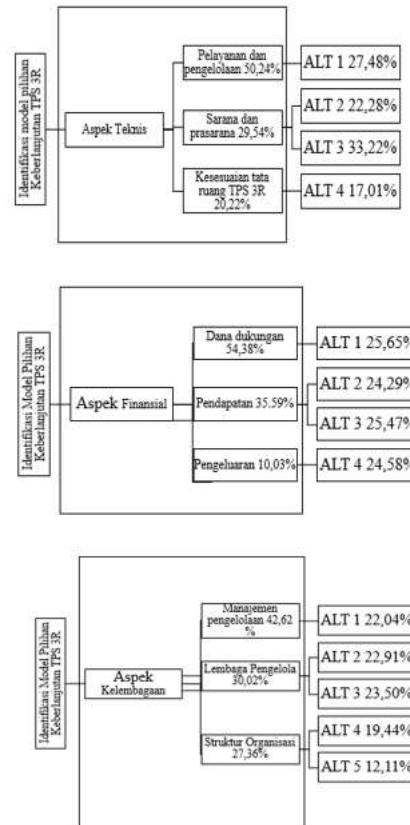 Identifikasi model pilihan
Keberlanjutan TPS 3R
Aspek Teknis
Pelayanan dan
pengelolaan 50,24%
Sarana dan
prasarana 29,54%
Kesesuaian tata
ruang TPS 3R
20,22%
ALT 1 27,48%
ALT 2 22,28%
ALT 3 33,22%
ALT 4 17,01%
Identifikasi Model Pilihan
Keberlanjutan TPS 3R
Aspek Finansial
Dana dukungan
54,38%
Pendapatan 35.59%
Pengeluaran 10,03%
ALT 1 25,65%
ALT 2 24,29%
ALT 3 25,47%
ALT 4 24,58%
Identifikasi Model Pilihan
Keberlanjutan TPS 3R
Aspek
Kelembagaan
Manajemen
pengelolaan 42,62
%
Lembaga Pengelola
30,02%
Struktur Organisasi
27,36%
ALT 1 22,04%
ALT 2 22,91%
ALT 3 23,50%
ALT 4 19,44%
ALT 5 12,11%